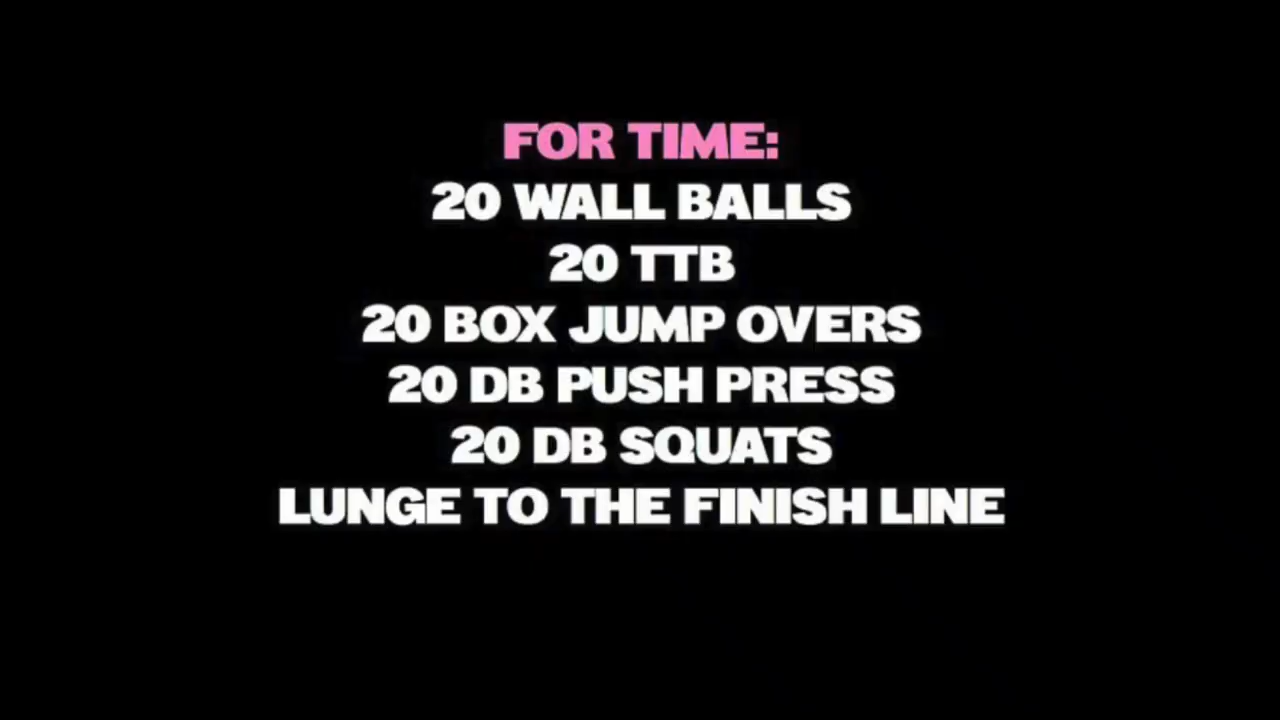 FOR TIME:
20 WALL BALLS
20 TTB
20 BOX JUMP OVERS
20 DB PUSH PRESS
20 DB SQUATS
LUNGE TO THE FINISH LINE